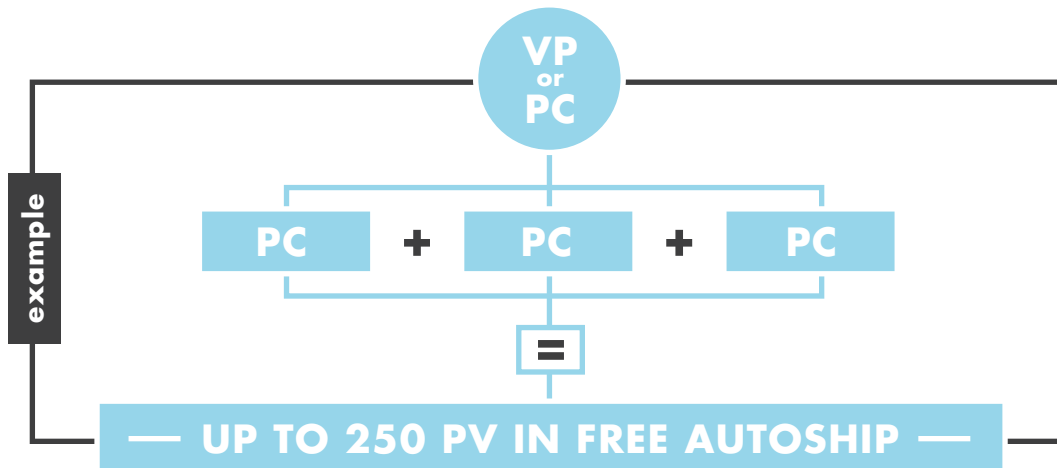 VP
or
PC
example
PC + PC + PC
=
— UP TO 250 PV IN FREE AUTOSHIP —